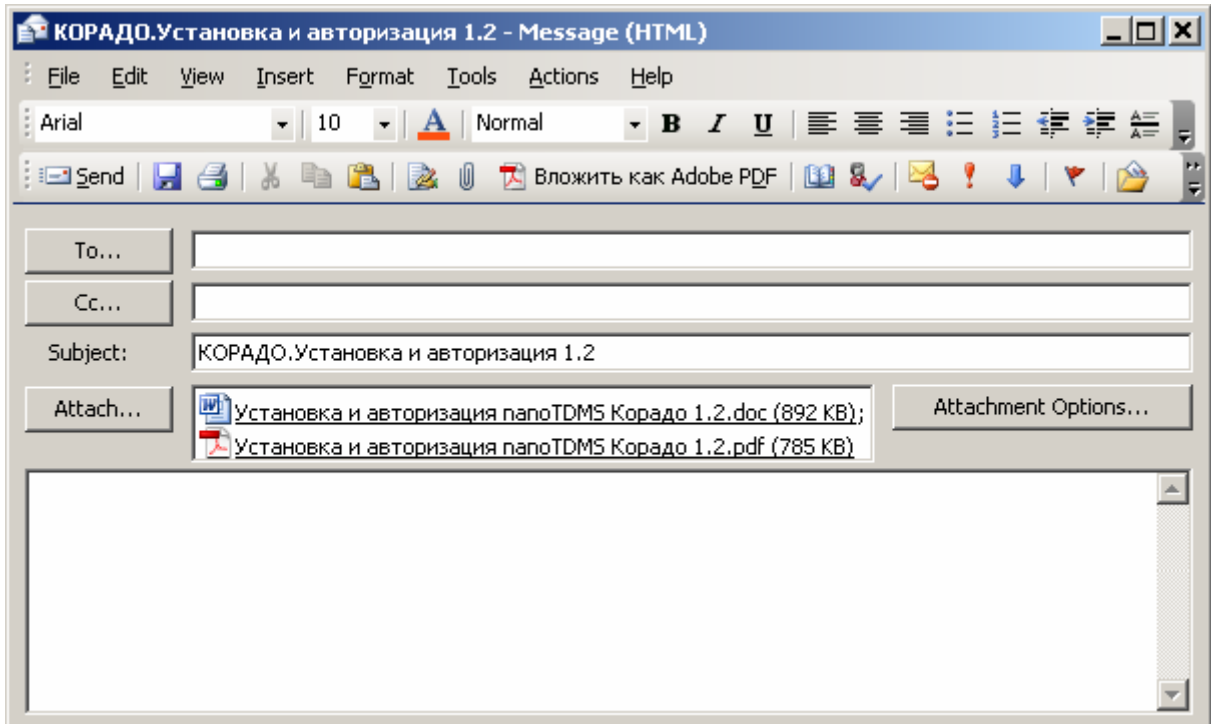 КОРАДО.Установка и авторизация 1.2 - Message (HTML)
File Edit View Insert Format Tools Actions Help
Arial 10 A Normal B I U
Send Вложить как Adobe PDF
To...
Cc...
Subject: КОРАДО.Установка и авторизация 1.2
Attach... Установка и авторизация nanoTDMS Корадо 1.2.doc (892 KB); Attachment Options...
Установка и авторизация nanoTDMS Корадо 1.2.pdf (785 KB)